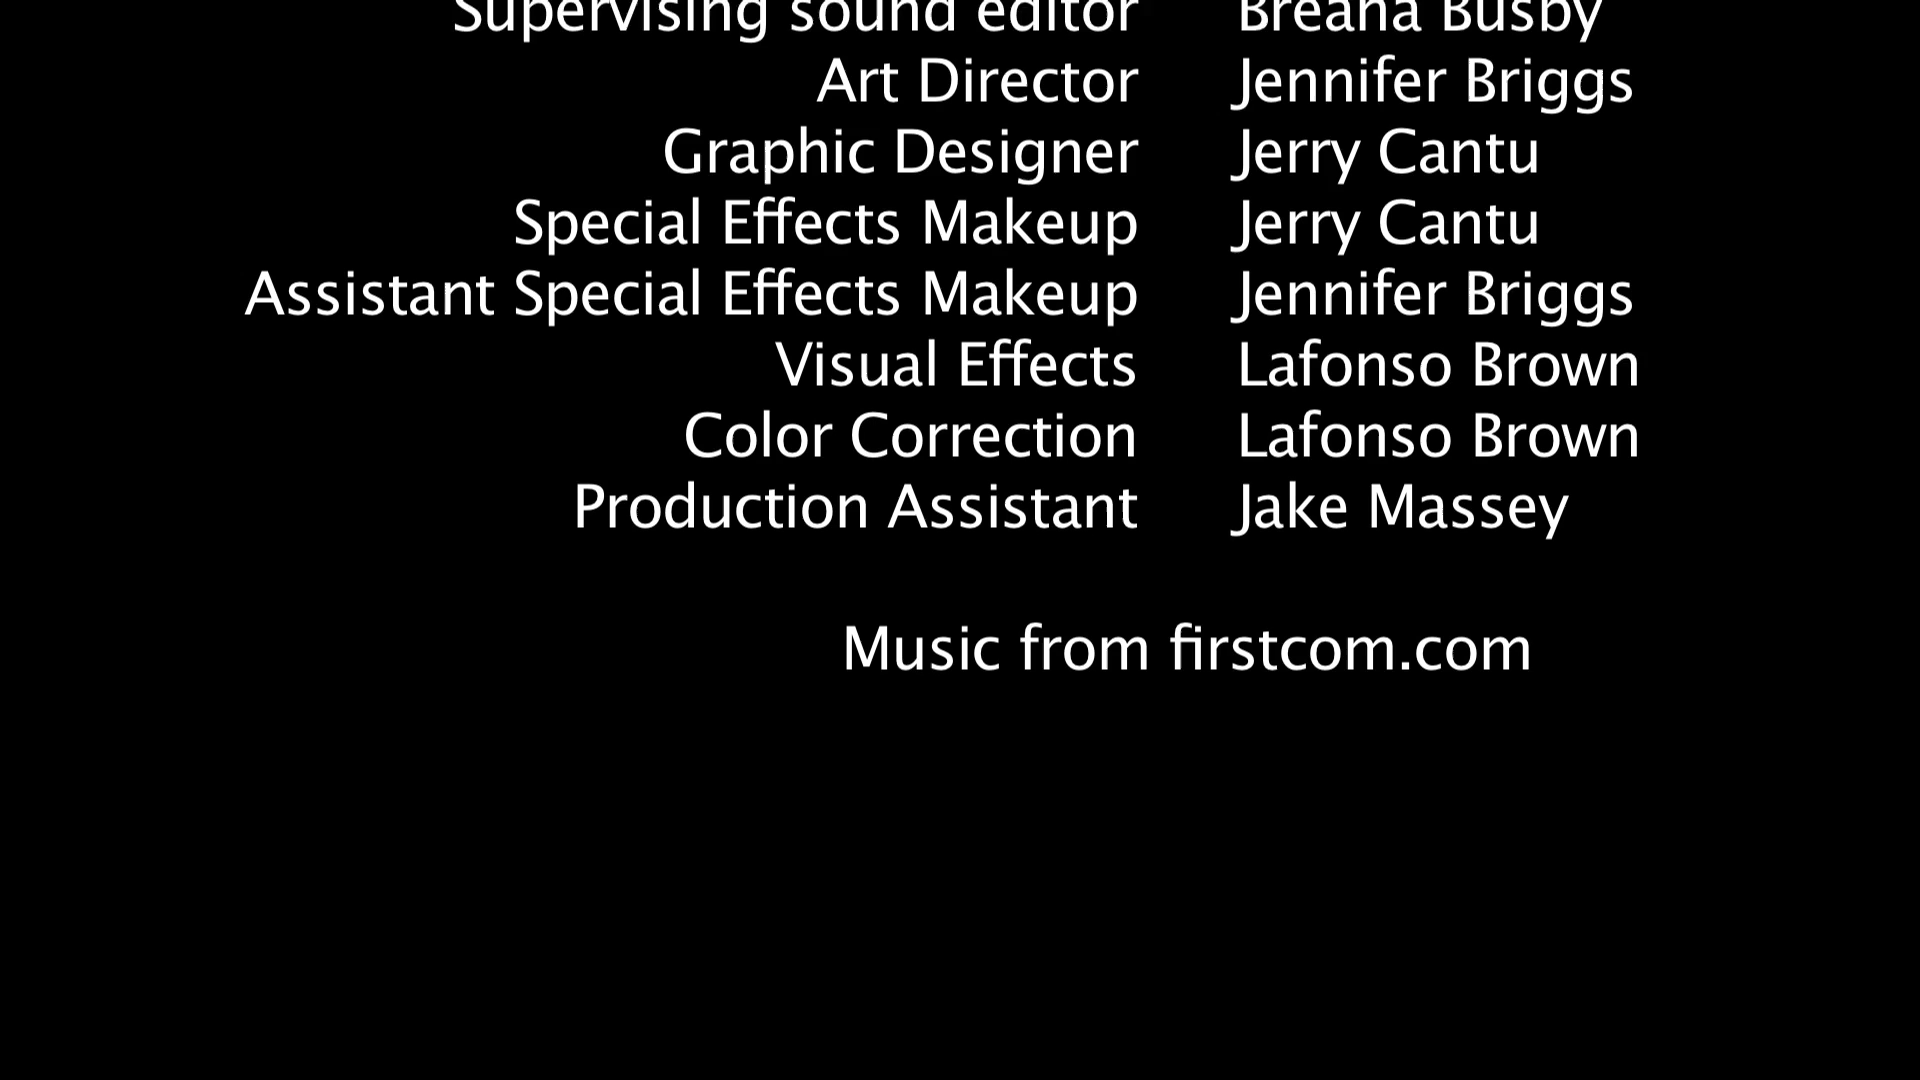 Supervising sound editor Breana Busby
Art Director Jennifer Briggs
Graphic Designer Jerry Cantu
Special Effects Makeup Jerry Cantu
Assistant Special Effects Makeup Jennifer Briggs
Visual Effects Lafonso Brown
Color Correction Lafonso Brown
Production Assistant Jake Massey
Music from firstcom.com